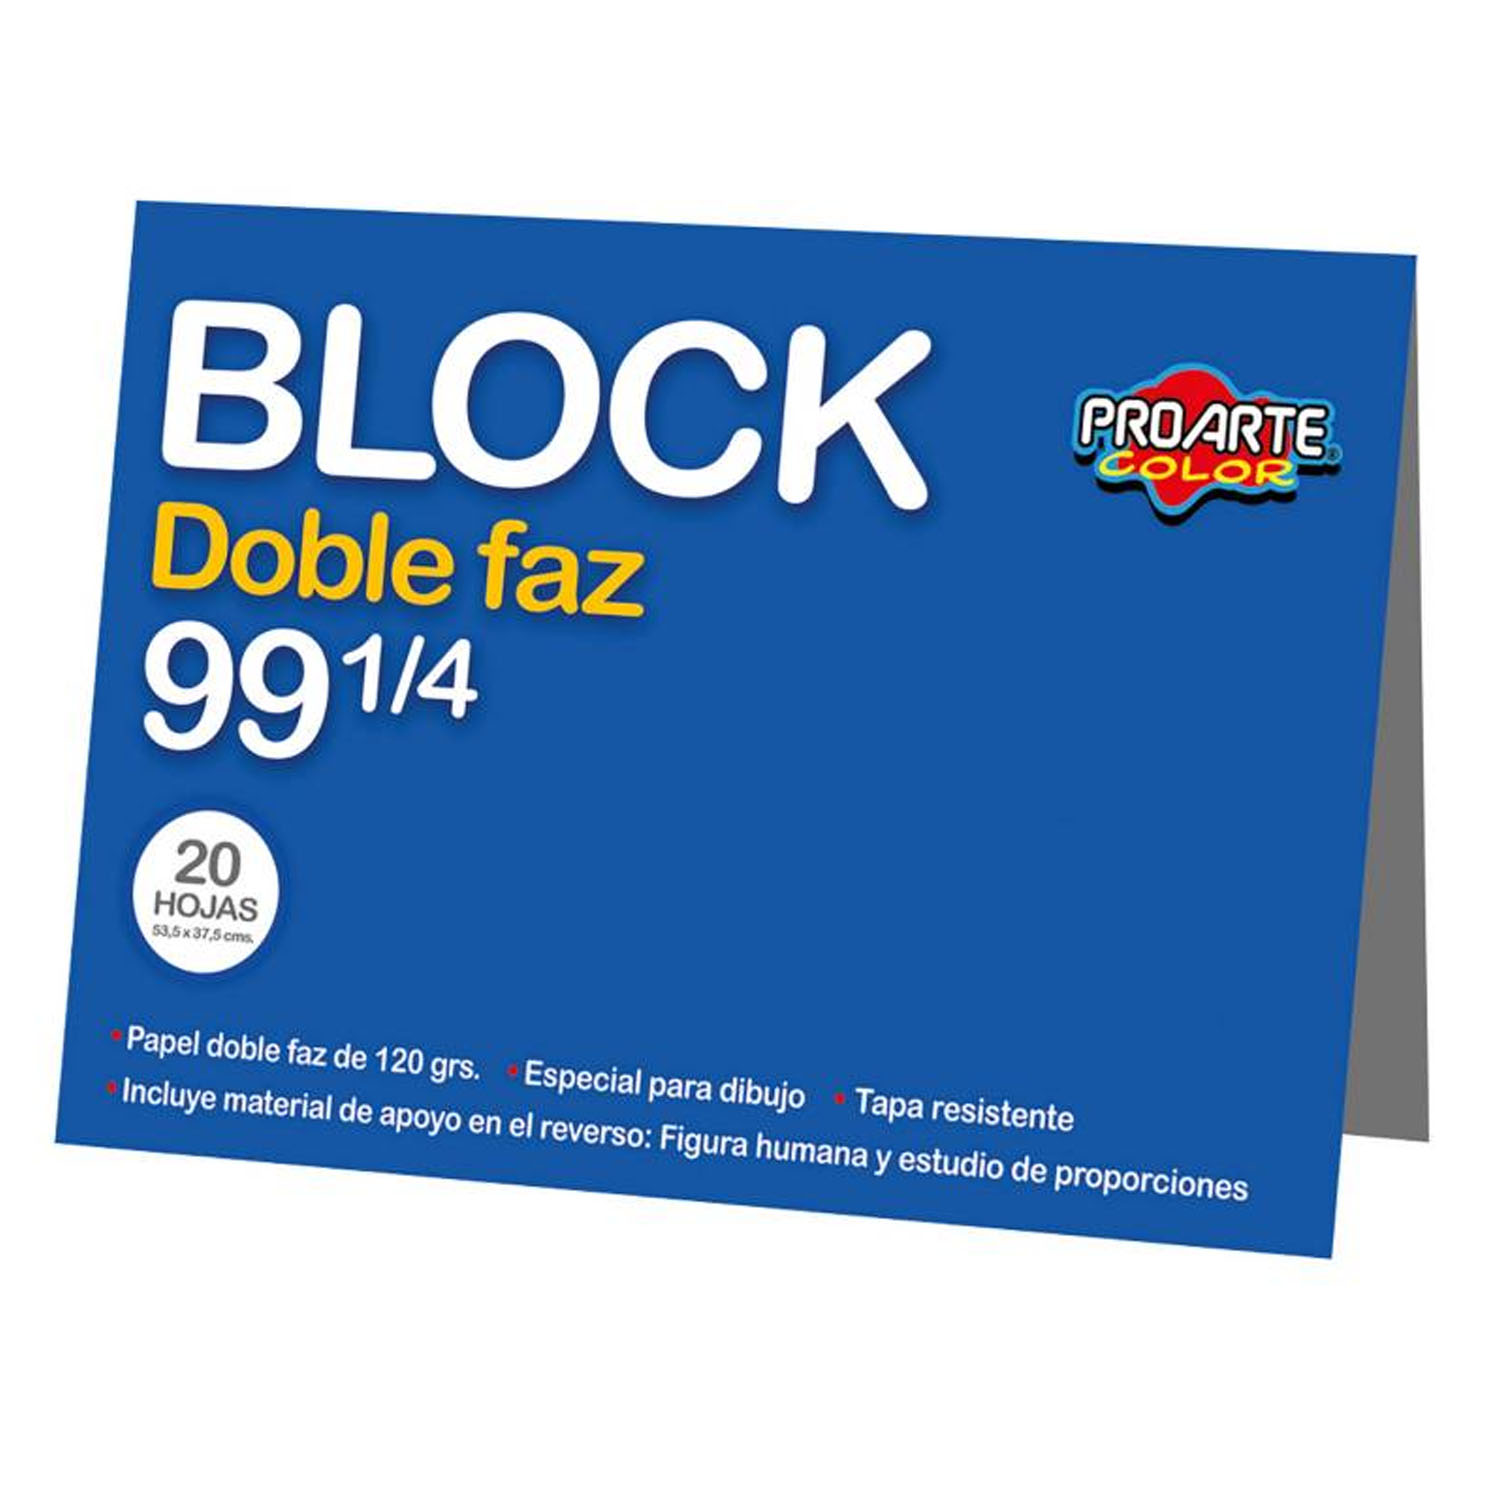 BLOCK
Doble faz
99 1/4
PROARTE®
COLOR
20
HOJAS
53,5 x 37,5 cms.
• Papel doble faz de 120 grs. • Especial para dibujo • Tapa resistente
• Incluye material de apoyo en el reverso: Figura humana y estudio de proporciones